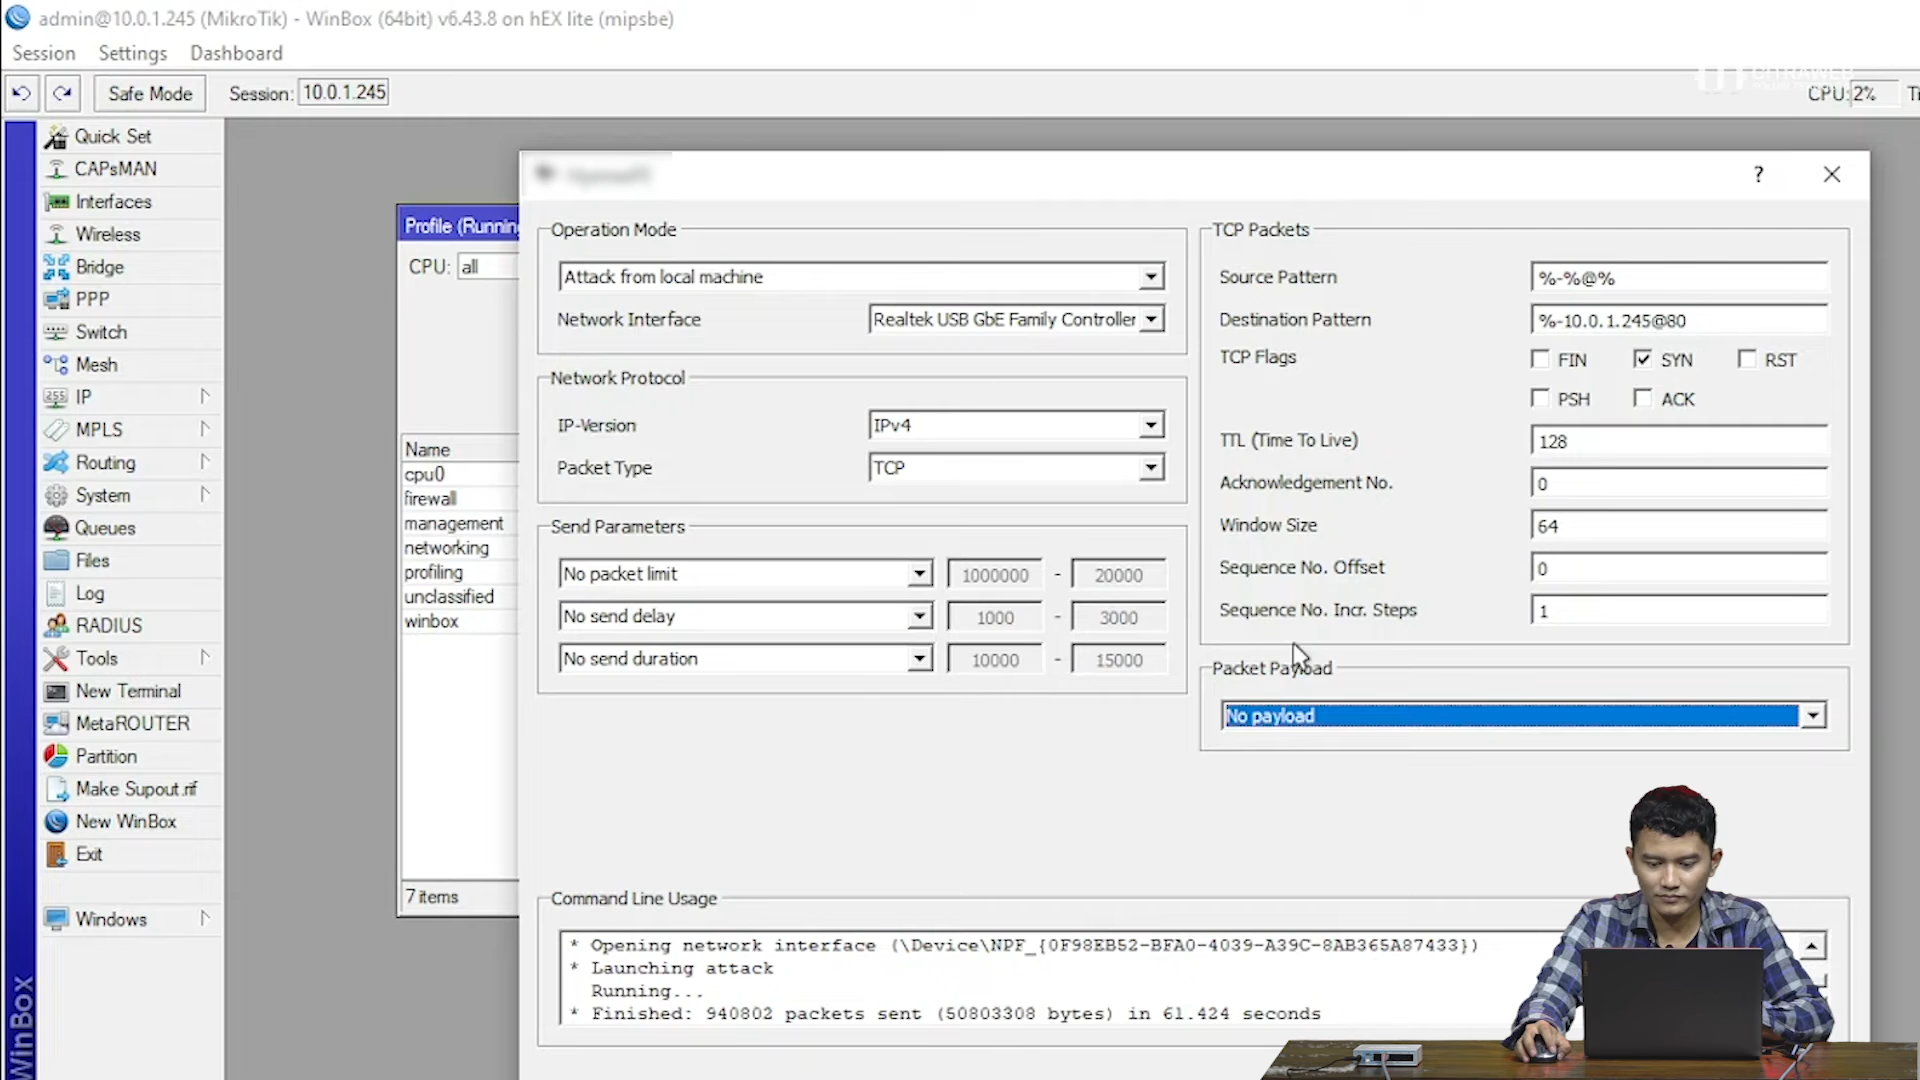 admin@10.0.1.245 (MikroTik) - WinBox (64bit) v6.43.8 on hEX lite (mipsbe)
Session Settings Dashboard
Safe Mode Session: 10.0.1.245 CPU: 2%
Quick Set
CAPsMAN
Interfaces
Wireless
Bridge
PPP
Switch
Mesh
IP
MPLS
Routing
System
Queues
Files
Log
RADIUS
Tools
New Terminal
MetaROUTER
Partition
Make Supout.rif
New WinBox
Exit
Windows
WinBox
Profile (Running
CPU: all
Name
cpu0
firewall
management
networking
profiling
unclassified
winbox
7 items
?
Operation Mode
Attack from local machine
Network Interface Realtek USB GbE Family Controller
Network Protocol
IP-Version IPv4
Packet Type TCP
Send Parameters
No packet limit 1000000 - 20000
No send delay 1000 - 3000
No send duration 10000 - 15000
TCP Packets
Source Pattern %-%@%
Destination Pattern %-10.0.1.245@80
TCP Flags FIN SYN RST
PSH ACK
TTL (Time To Live) 128
Acknowledgement No. 0
Window Size 64
Sequence No. Offset 0
Sequence No. Incr. Steps 1
Packet Payload
No payload
Command Line Usage
* Opening network interface (\Device\NPF_{0F98EB52-BFA0-4039-A39C-8AB365A87433})
* Launching attack
Running...
* Finished: 940802 packets sent (50803308 bytes) in 61.424 seconds